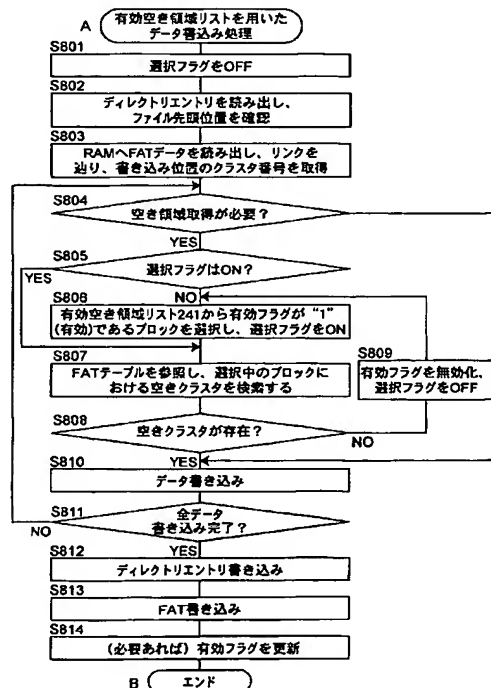 A
有効空き領域リストを用いた
データ書込み処理
S801
選択フラグをOFF
S802
ディレクトリエントリを読み出し、
ファイル先頭位置を確認
S803
RAMへFATデータを読み出し、リンクを
辿り、書き込み位置のクラスタ番号を取得
S804
空き領域取得が必要？
YES
S805
選択フラグはON？
YES
NO
S806
有効空き領域リスト241から有効フラグが“1”
(有効)であるブロックを選択し、選択フラグをON
S807
FATテーブルを参照し、選択中のブロックに
おける空きクラスタを検索する
S809
有効フラグを無効化、
選択フラグをOFF
S808
空きクラスタが存在？
NO
YES
S810
データ書き込み
S811
全データ
書き込み完了？
NO
YES
S812
ディレクトリエントリ書き込み
S813
FAT書き込み
S814
(必要あれば) 有効フラグを更新
B
エンド